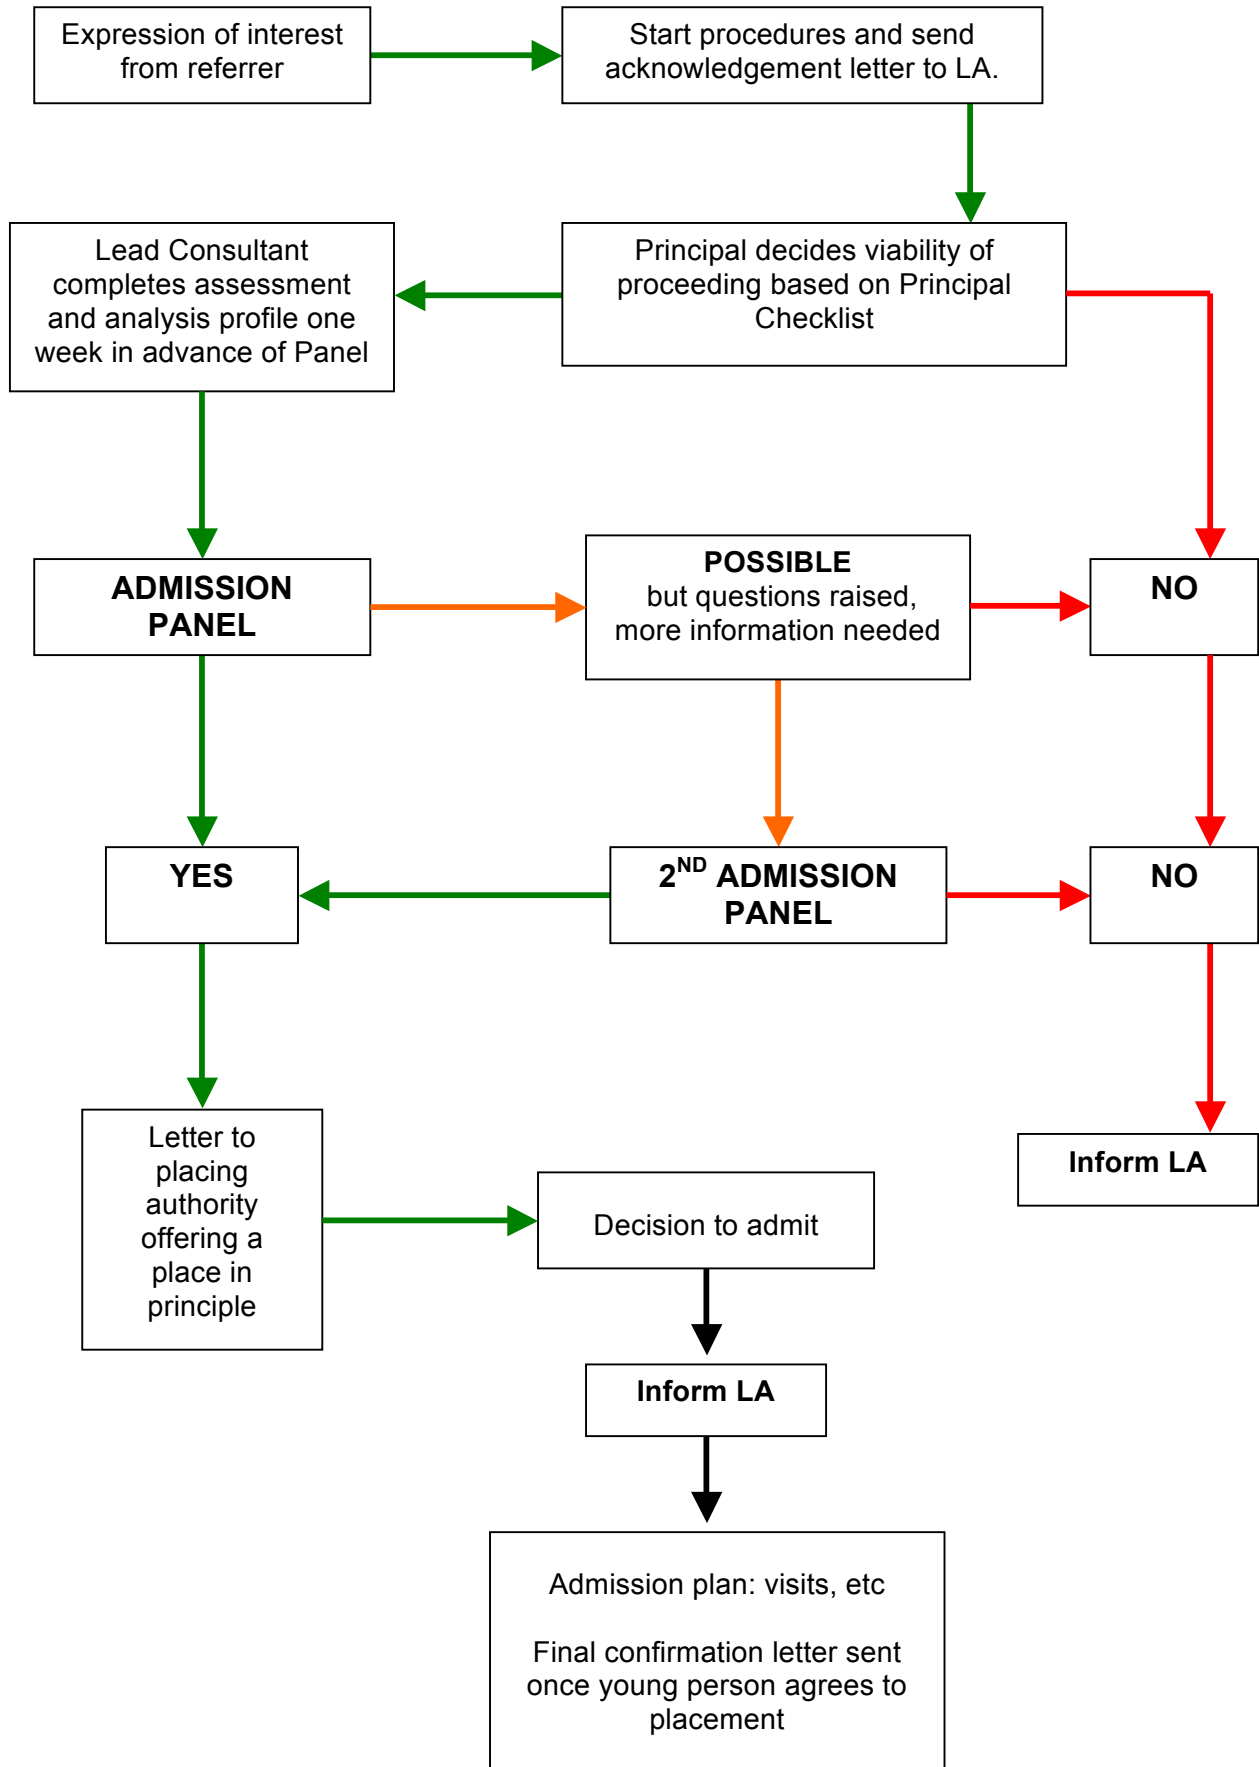 Expression of interest
from referrer
Start procedures and send
acknowledgement letter to LA.
Lead Consultant
completes assessment
and analysis profile one
week in advance of Panel
Principal decides viability of
proceeding based on Principal
Checklist
ADMISSION
PANEL
POSSIBLE
but questions raised,
more information needed
NO
YES
2ND ADMISSION
PANEL
NO
Letter to
placing
authority
offering a
place in
principle
Decision to admit
Inform LA
Inform LA
Admission plan: visits, etc
Final confirmation letter sent
once young person agrees to
placement